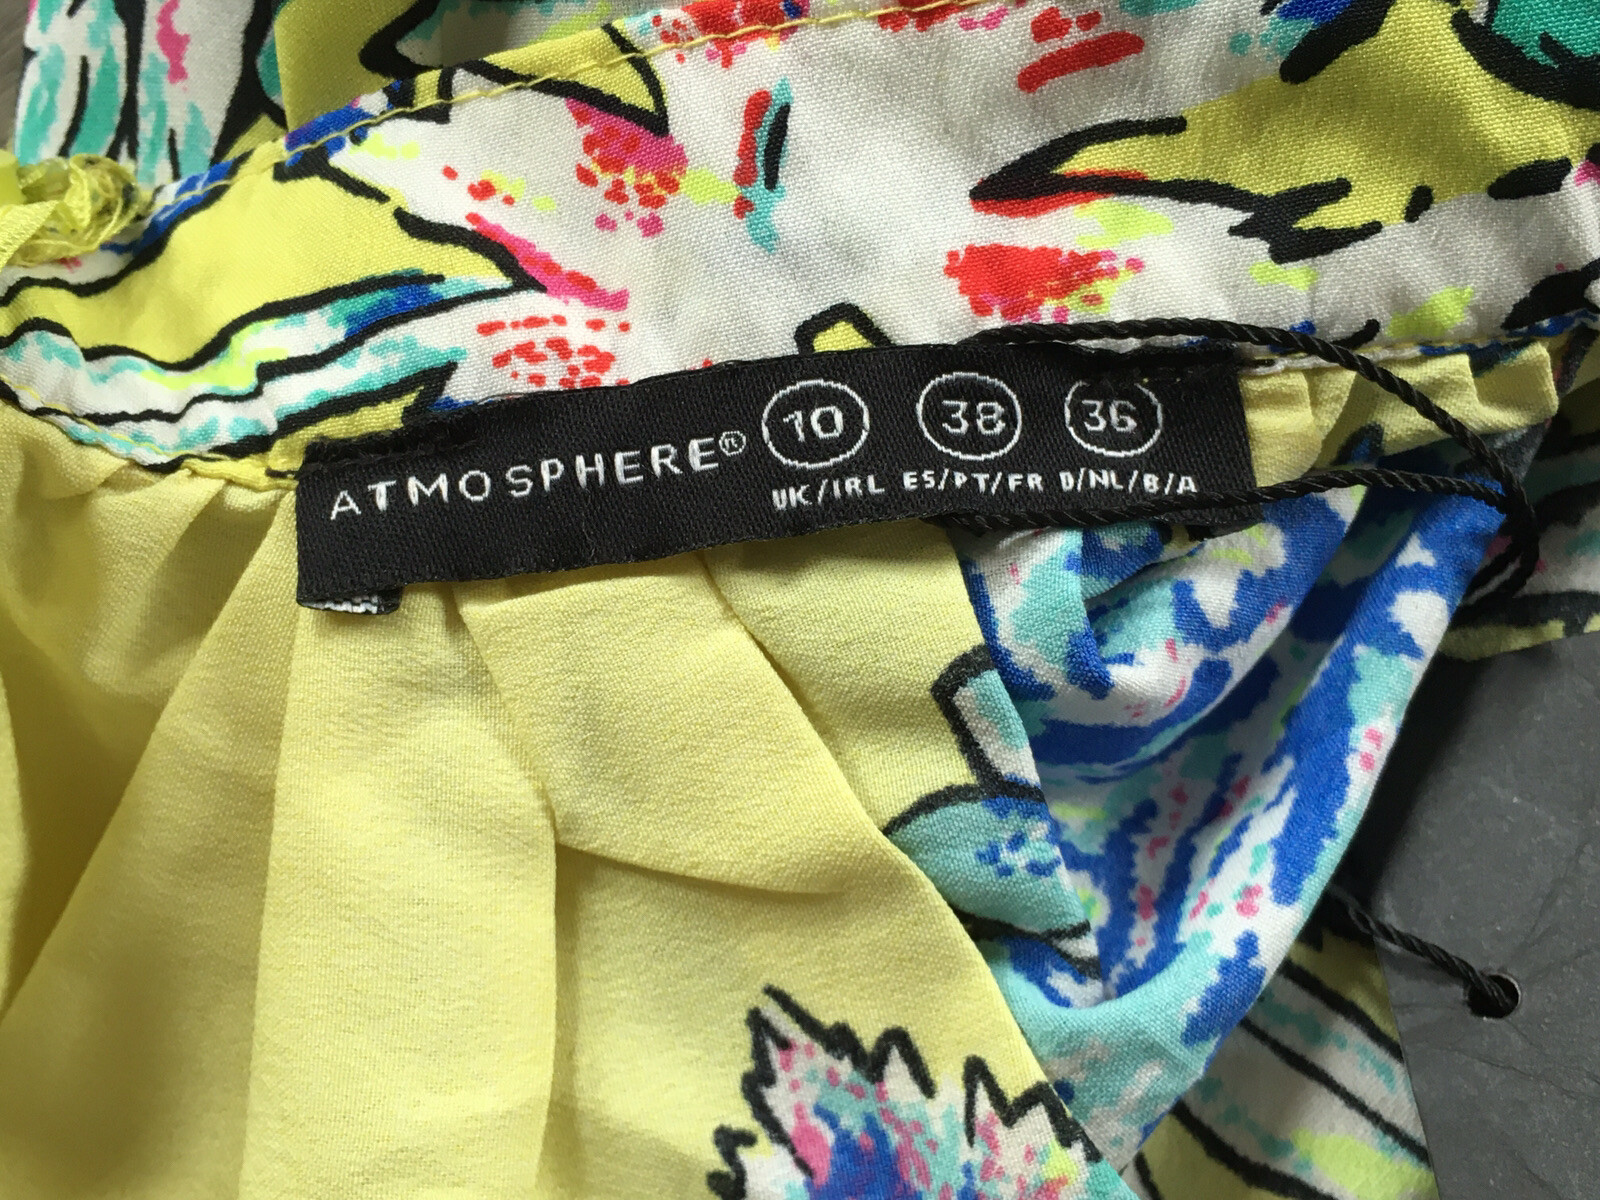 ATMOSPHERE® 10 38 36
UK/IRL ES/PT/FR D/NL/B/A